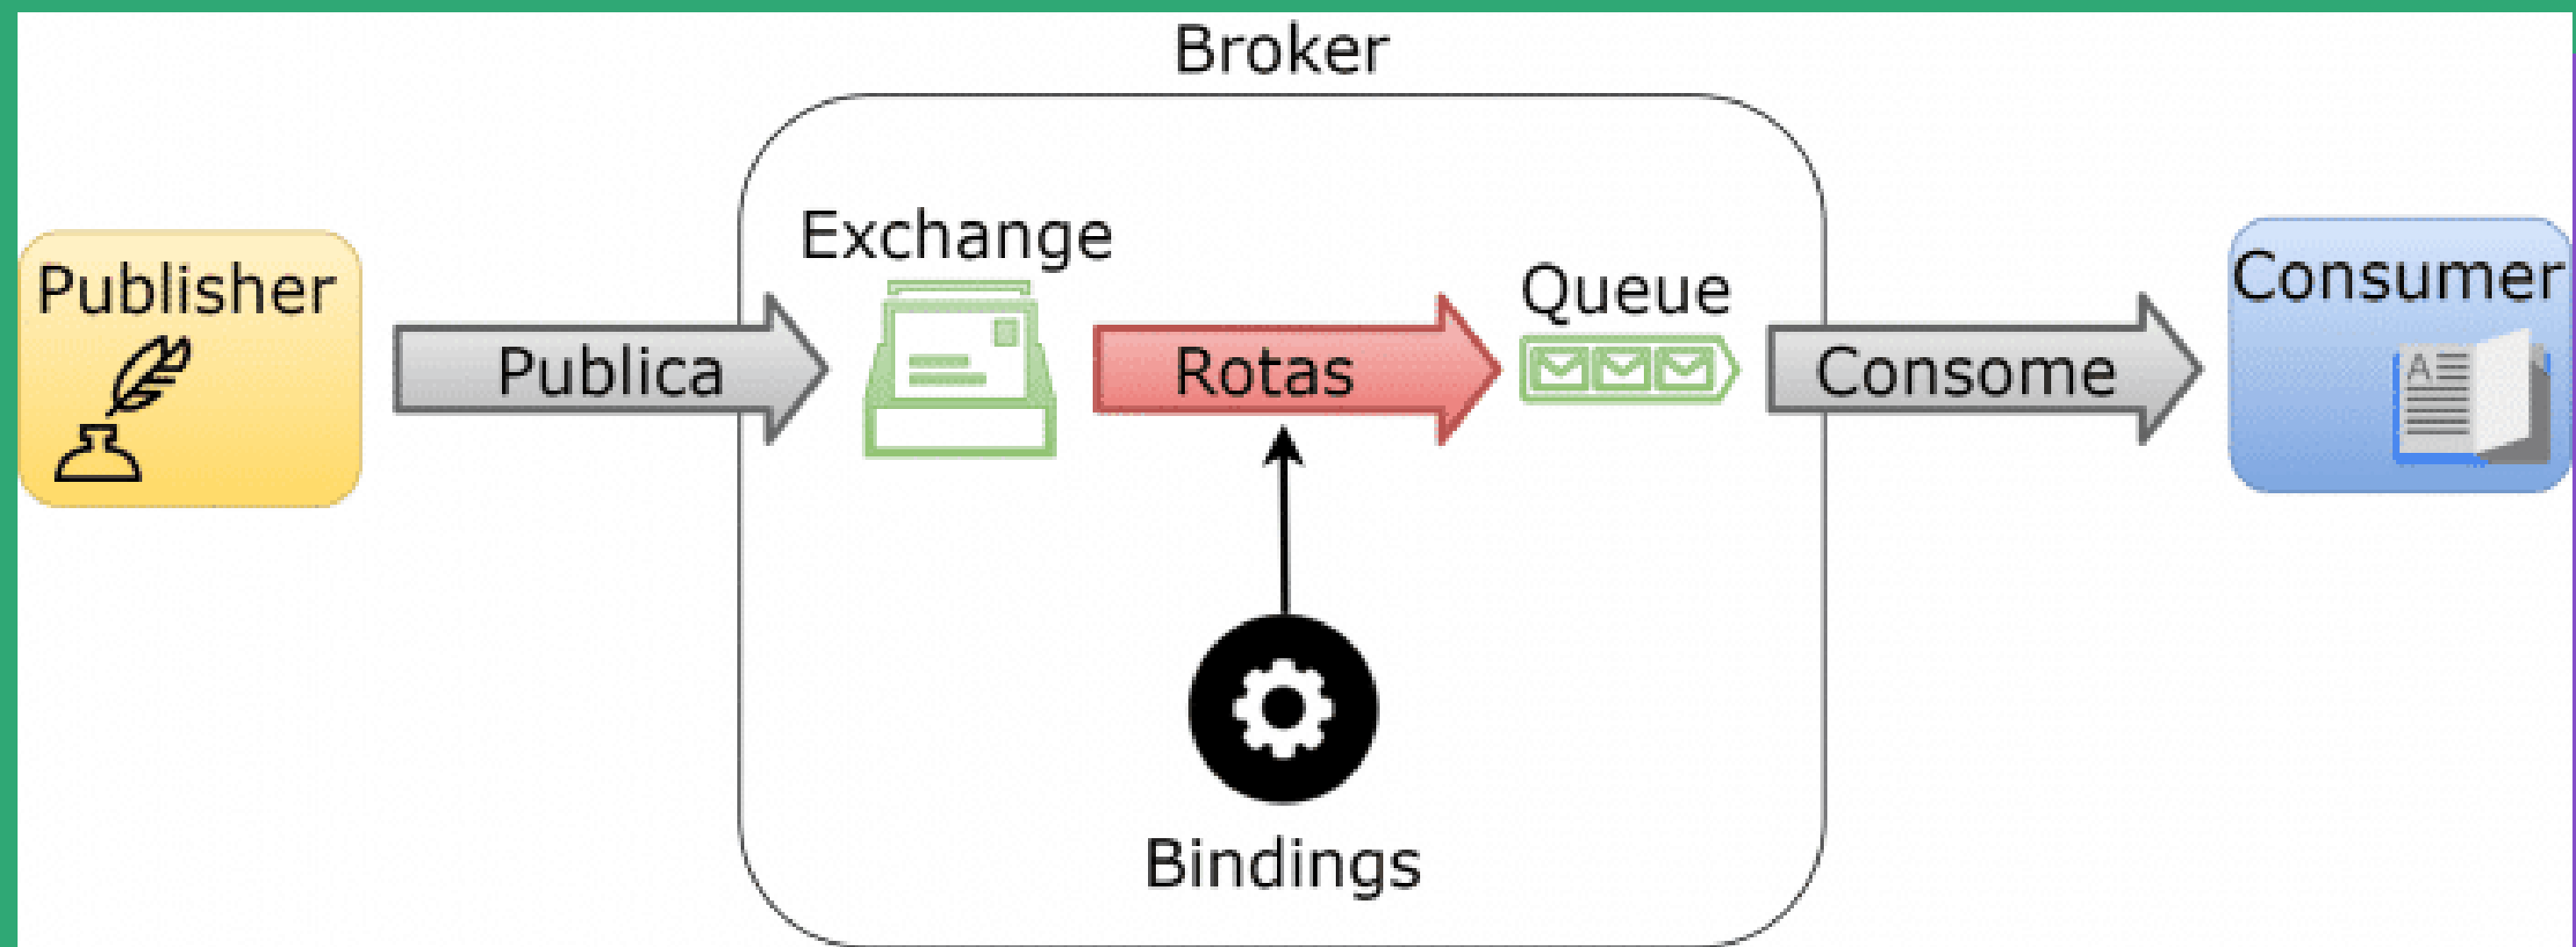 Broker
Publisher
Publica
Exchange
Rotas
Queue
Consome
Consumer
A
Bindings